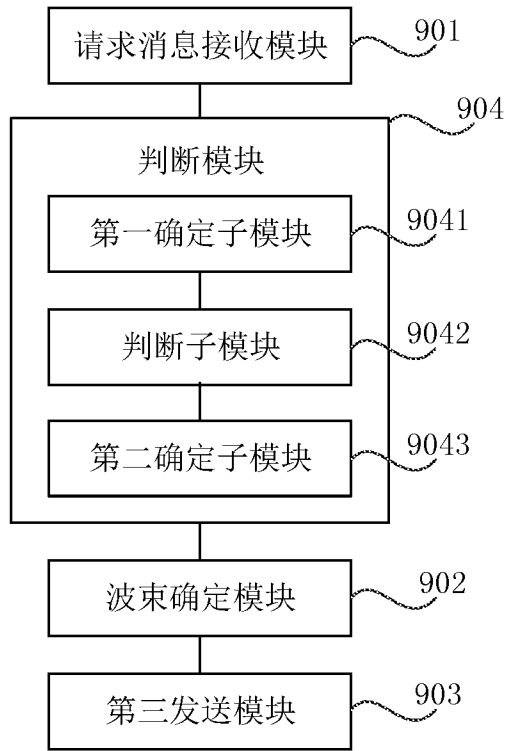 请求消息接收模块
901
904
判断模块
第一确定子模块
9041
判断子模块
9042
第二确定子模块
9043
波束确定模块
902
第三发送模块
903